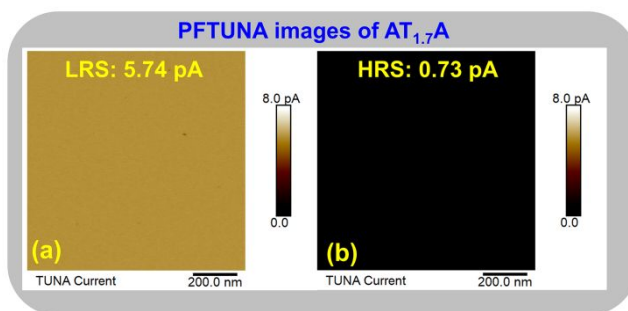 PFTUNA images of AT1.7A
LRS: 5.74 pA
8.0 pA
0.0
(a)
TUNA Current
200.0 nm
HRS: 0.73 pA
8.0 pA
0.0
(b)
TUNA Current
200.0 nm